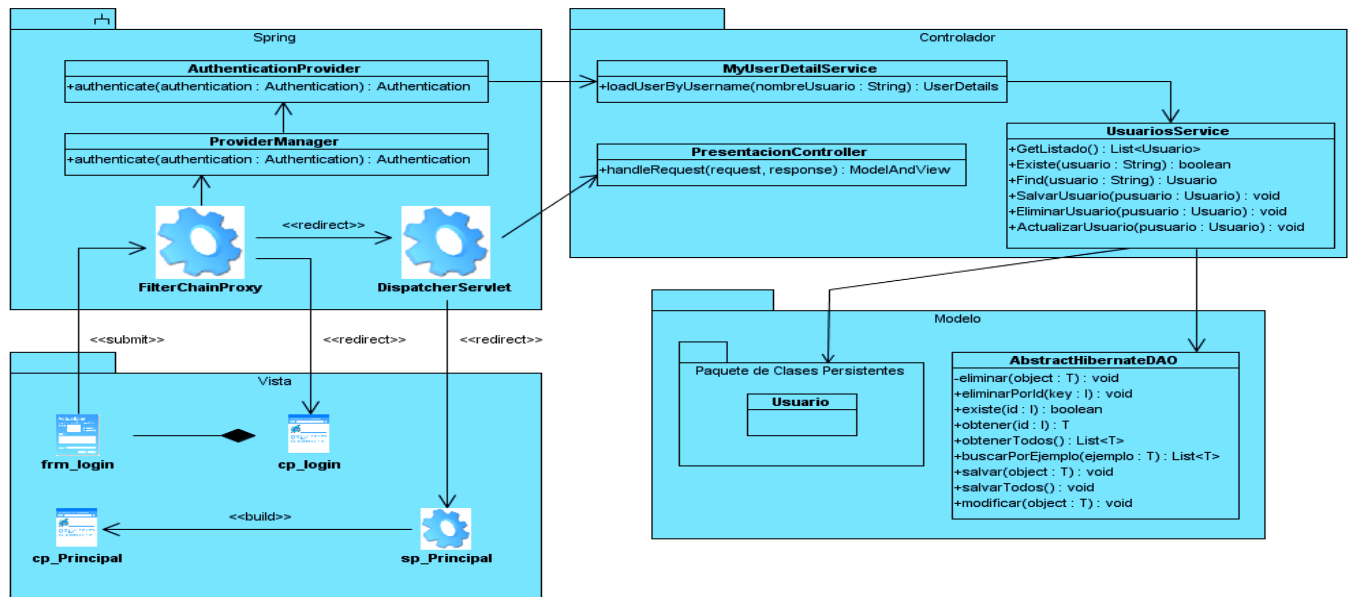 Spring
AuthenticationProvider
+authenticate(authentication : Authentication) : Authentication
ProviderManager
+authenticate(authentication : Authentication) : Authentication
<<redirect>>
FilterChainProxy
DispatcherServlet
Controlador
MyUserDetailService
+loadUserByUsername(nombreUsuario : String) : UserDetails
PresentacionController
+handleRequest(request, response) : ModelAndView
UsuariosService
+GetListado() : List<Usuario>
+Existe(usuario : String) : boolean
+Find(usuario : String) : Usuario
+SalvarUsuario(pusuario : Usuario) : void
+EliminarUsuario(pusuario : Usuario) : void
+ActualizarUsuario(pusuario : Usuario) : void
<<submit>>
<<redirect>>
<<redirect>>
Vista
frm_login
cp_login
<<build>>
cp_Principal
sp_Principal
Modelo
Paquete de Clases Persistentes
Usuario
AbstractHibernateDAO
-eliminar(object : T) : void
+eliminarPorId(key : I) : void
+existe(id : I) : boolean
+obtener(id : I) : T
+obtenerTodos() : List<T>
+buscarPorEjemplo(ejemplo : T) : List<T>
+salvar(object : T) : void
+salvarTodos() : void
+modificar(object : T) : void